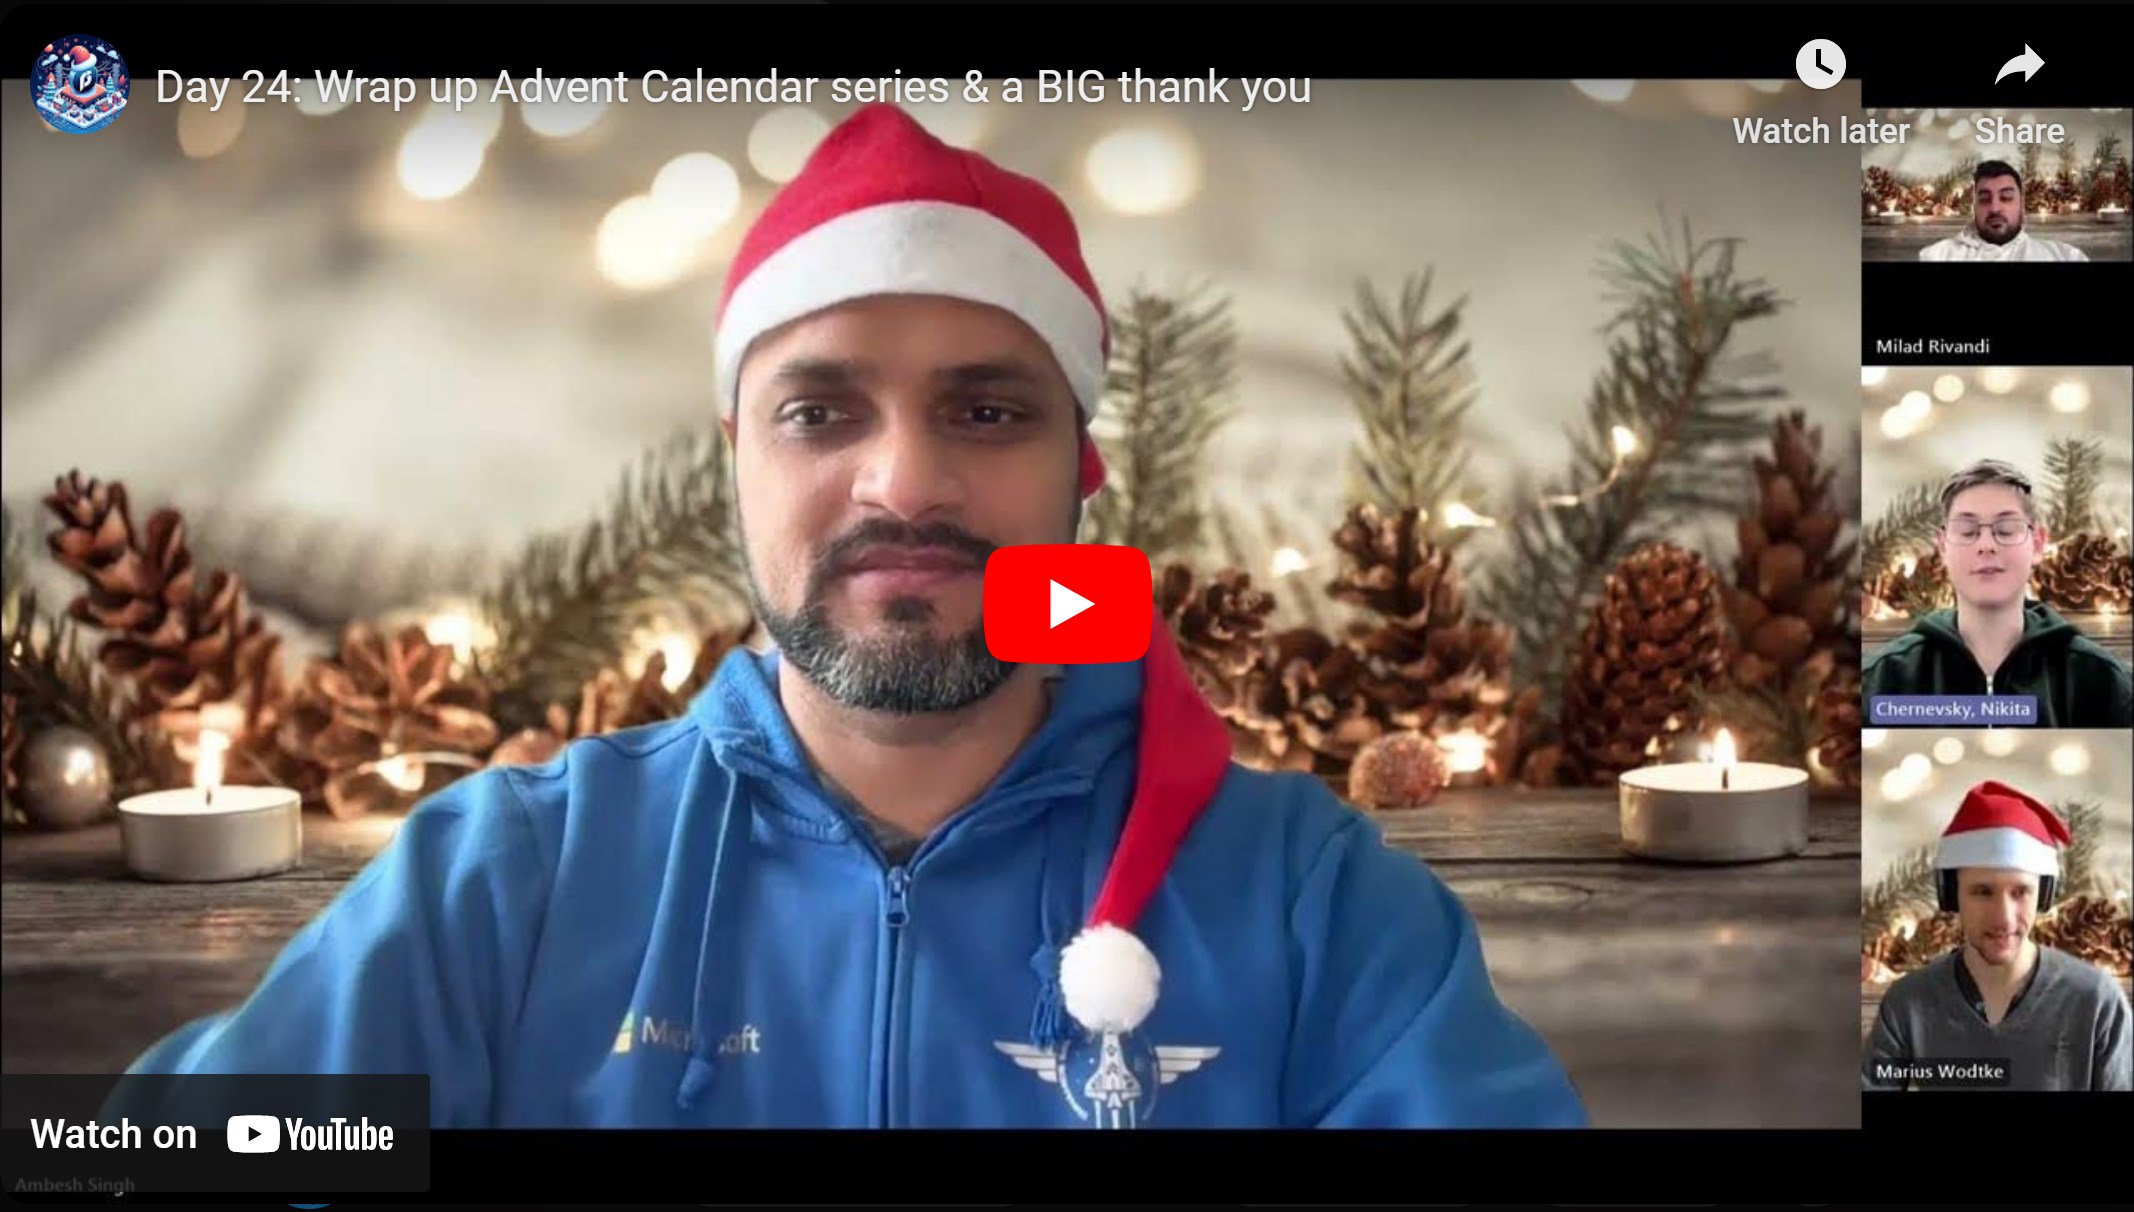 Day 24: Wrap up Advent Calendar series & a BIG thank you
Watch later
Share
Milad Rivandi
Chernevsky, Nikita
Marius Wodtke
Microsoft
Watch on YouTube
Ambesh Singh